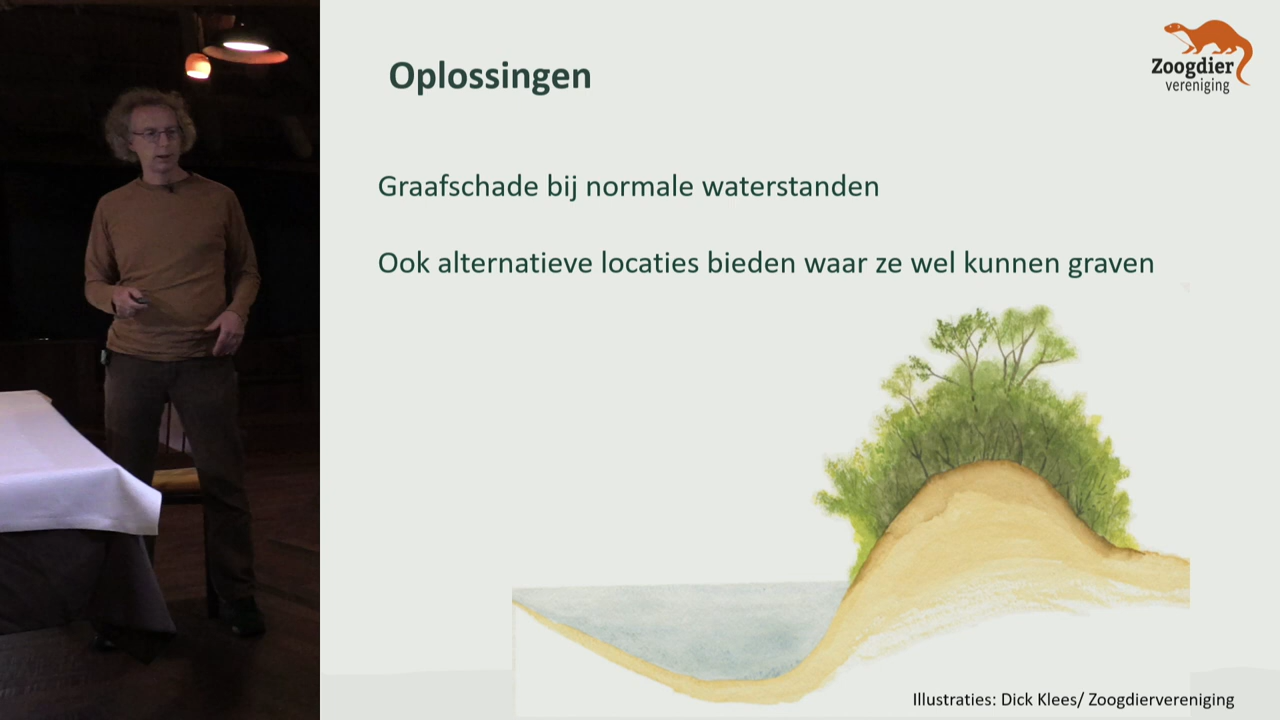 Oplossingen
Zoogdier
vereniging
Graafschade bij normale waterstanden
Ook alternatieve locaties bieden waar ze wel kunnen graven
Illustraties: Dick Klees/ Zoogdiervereniging